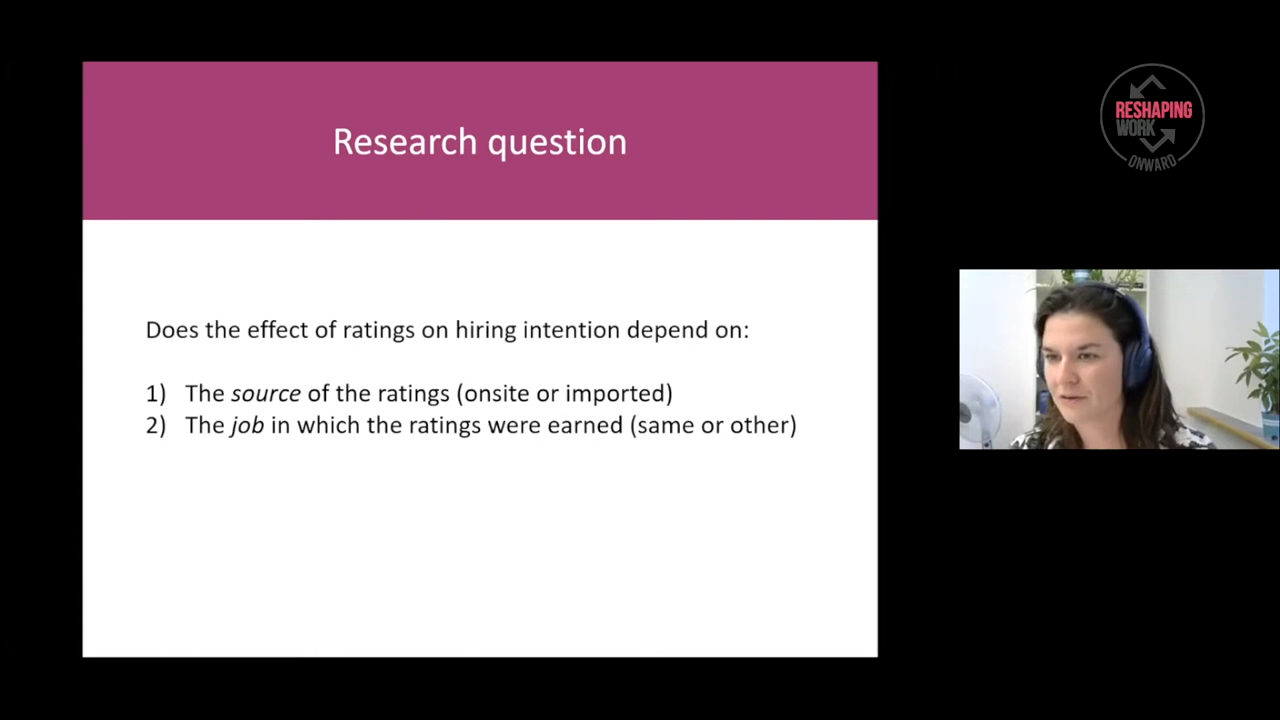 Research question
Does the effect of ratings on hiring intention depend on:
1) The source of the ratings (onsite or imported)
2) The job in which the ratings were earned (same or other)
RESHAPING
WORK
ONWARD